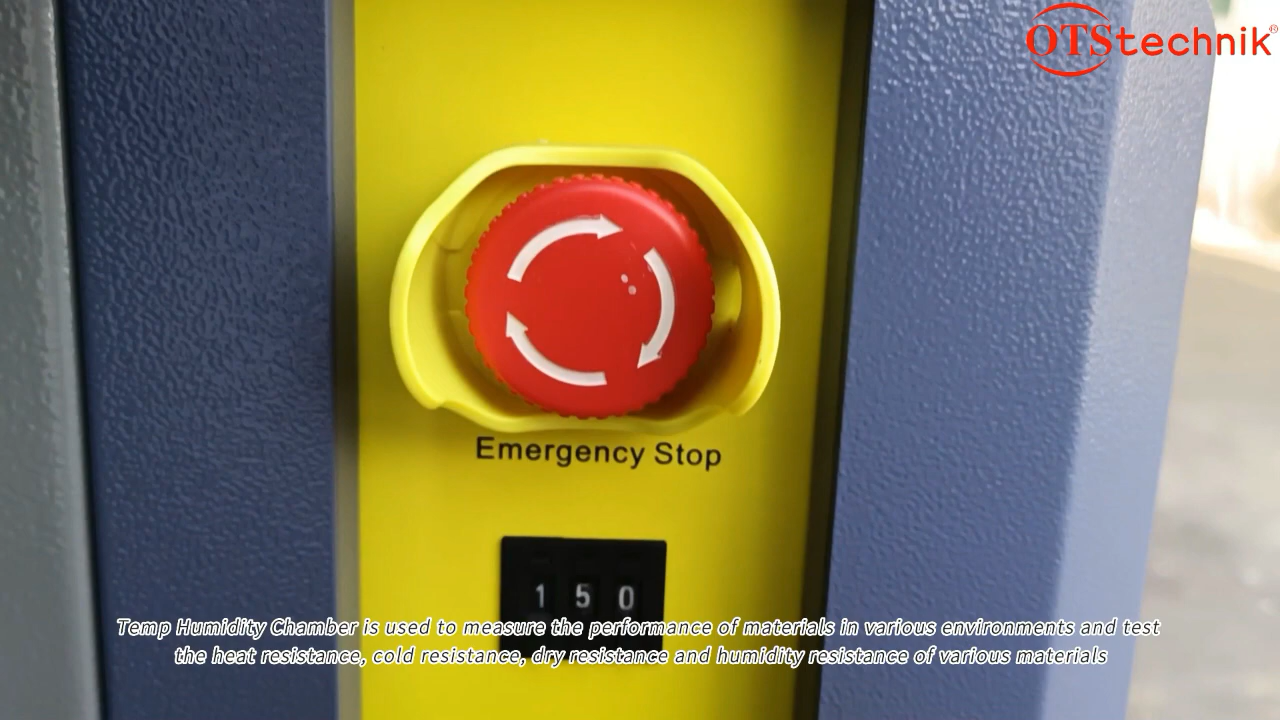 OTStechnik®
Emergency Stop
150
Temp Humidity Chamber is used to measure the performance of materials in various environments and test
the heat resistance, cold resistance, dry resistance and humidity resistance of various materials